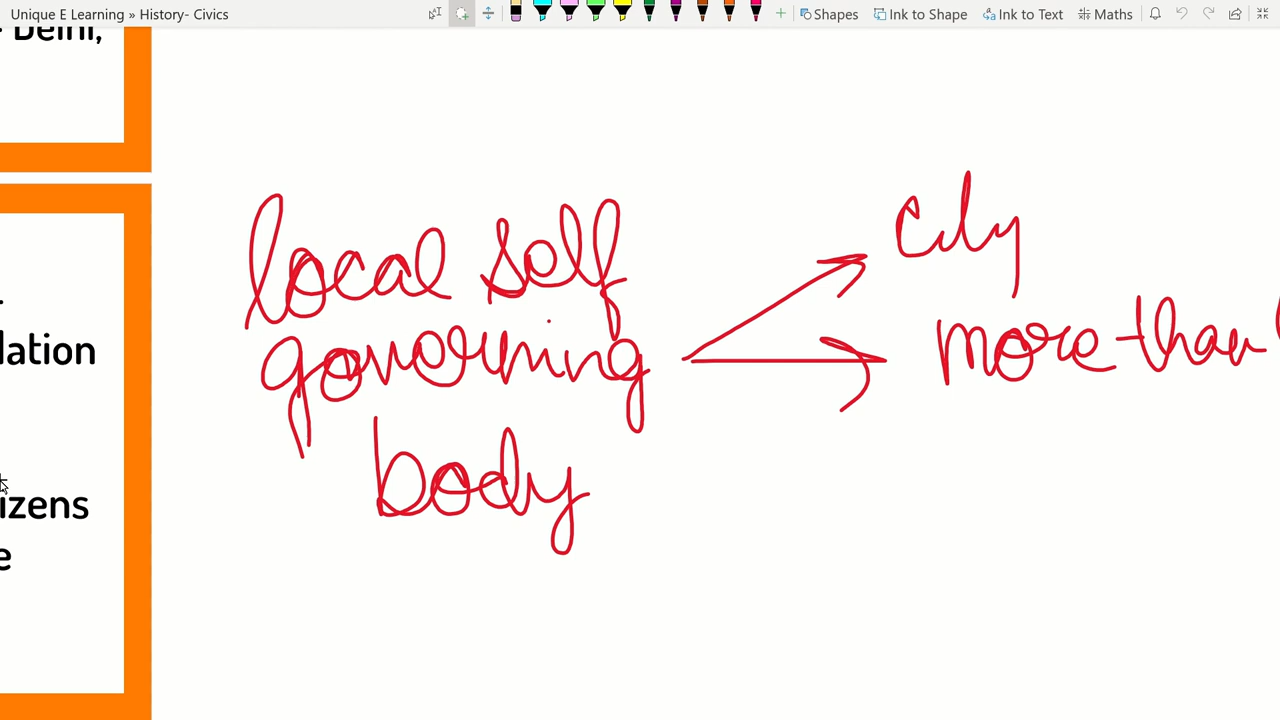 Unique E Learning » History- Civics
Shapes Ink to Shape Ink to Text Maths
Delhi,
lation
izens
e
local self
governing
body
city
more than